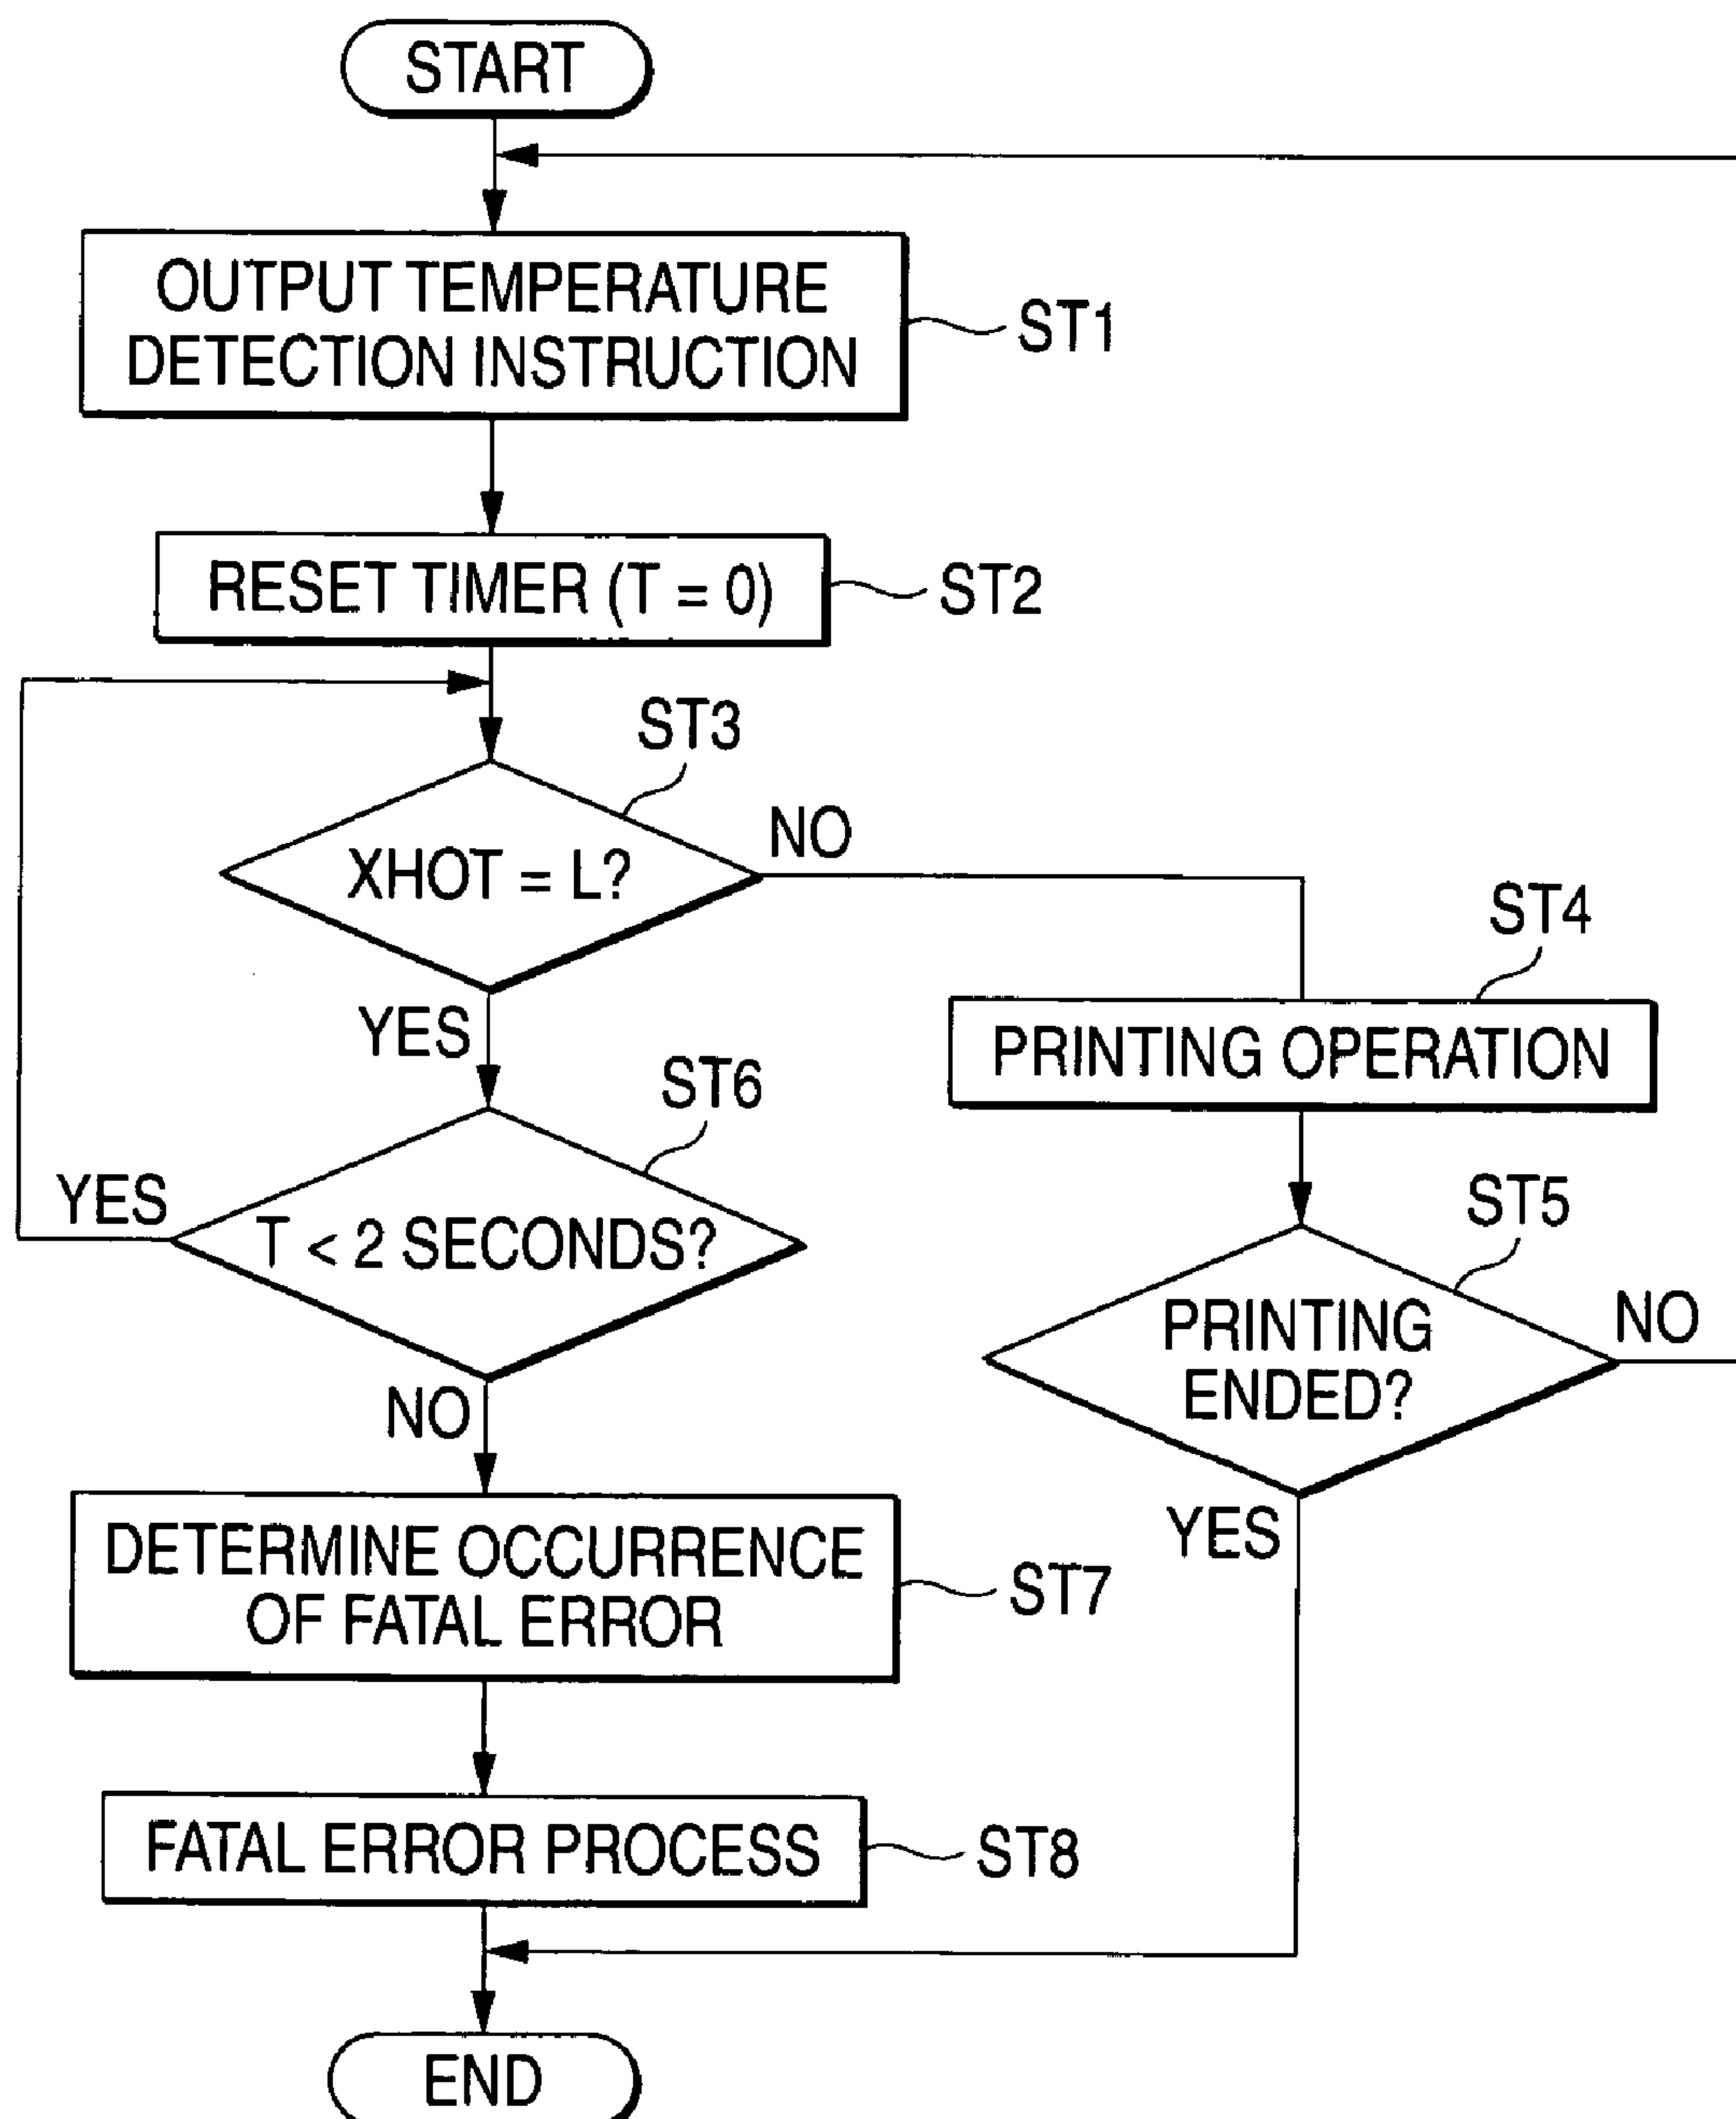 START
OUTPUT TEMPERATURE
DETECTION INSTRUCTION
ST1
RESET TIMER (T = 0)
ST2
ST3
XHOT = L?
NO
YES
ST4
PRINTING OPERATION
ST6
T < 2 SECONDS?
YES
NO
ST5
PRINTING
ENDED?
NO
YES
DETERMINE OCCURRENCE
OF FATAL ERROR
ST7
FATAL ERROR PROCESS
ST8
END